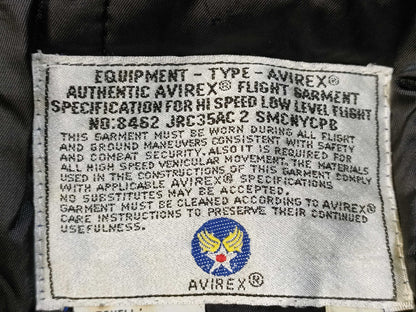 EQUIPMENT - TYPE - AVIREX®
AUTHENTIC AVIREX® FLIGHT GARMENT
SPECIFICATION FOR HI SPEED LOW LEVEL FLIGHT
NO:8462 JRC35AC 2 SMCNYCPB
THIS GARMENT MUST BE WORN DURING ALL FLIGHT
AND GROUND MANEUVERS CONSISTENT WITH SAFETY
AND COMBAT SECURITY. ALSO IT IS REQUIRED FOR
ALL HIGH SPEED VEHICULAR MOVEMENT. THE MATERIALS
USED IN THE CONSTRUCTIONS OF THIS GARMENT COMPLY
WITH APPLICABLE AVIREX® SPECIFICATIONS
NO SUBSTITUTES MAY BE ACCEPTED.
GARMENT MUST BE CLEANED ACCORDING TO AVIREX®
CARE INSTRUCTIONS TO PRESERVE THEIR CONTINUED
USEFULNESS.
AVIREX®